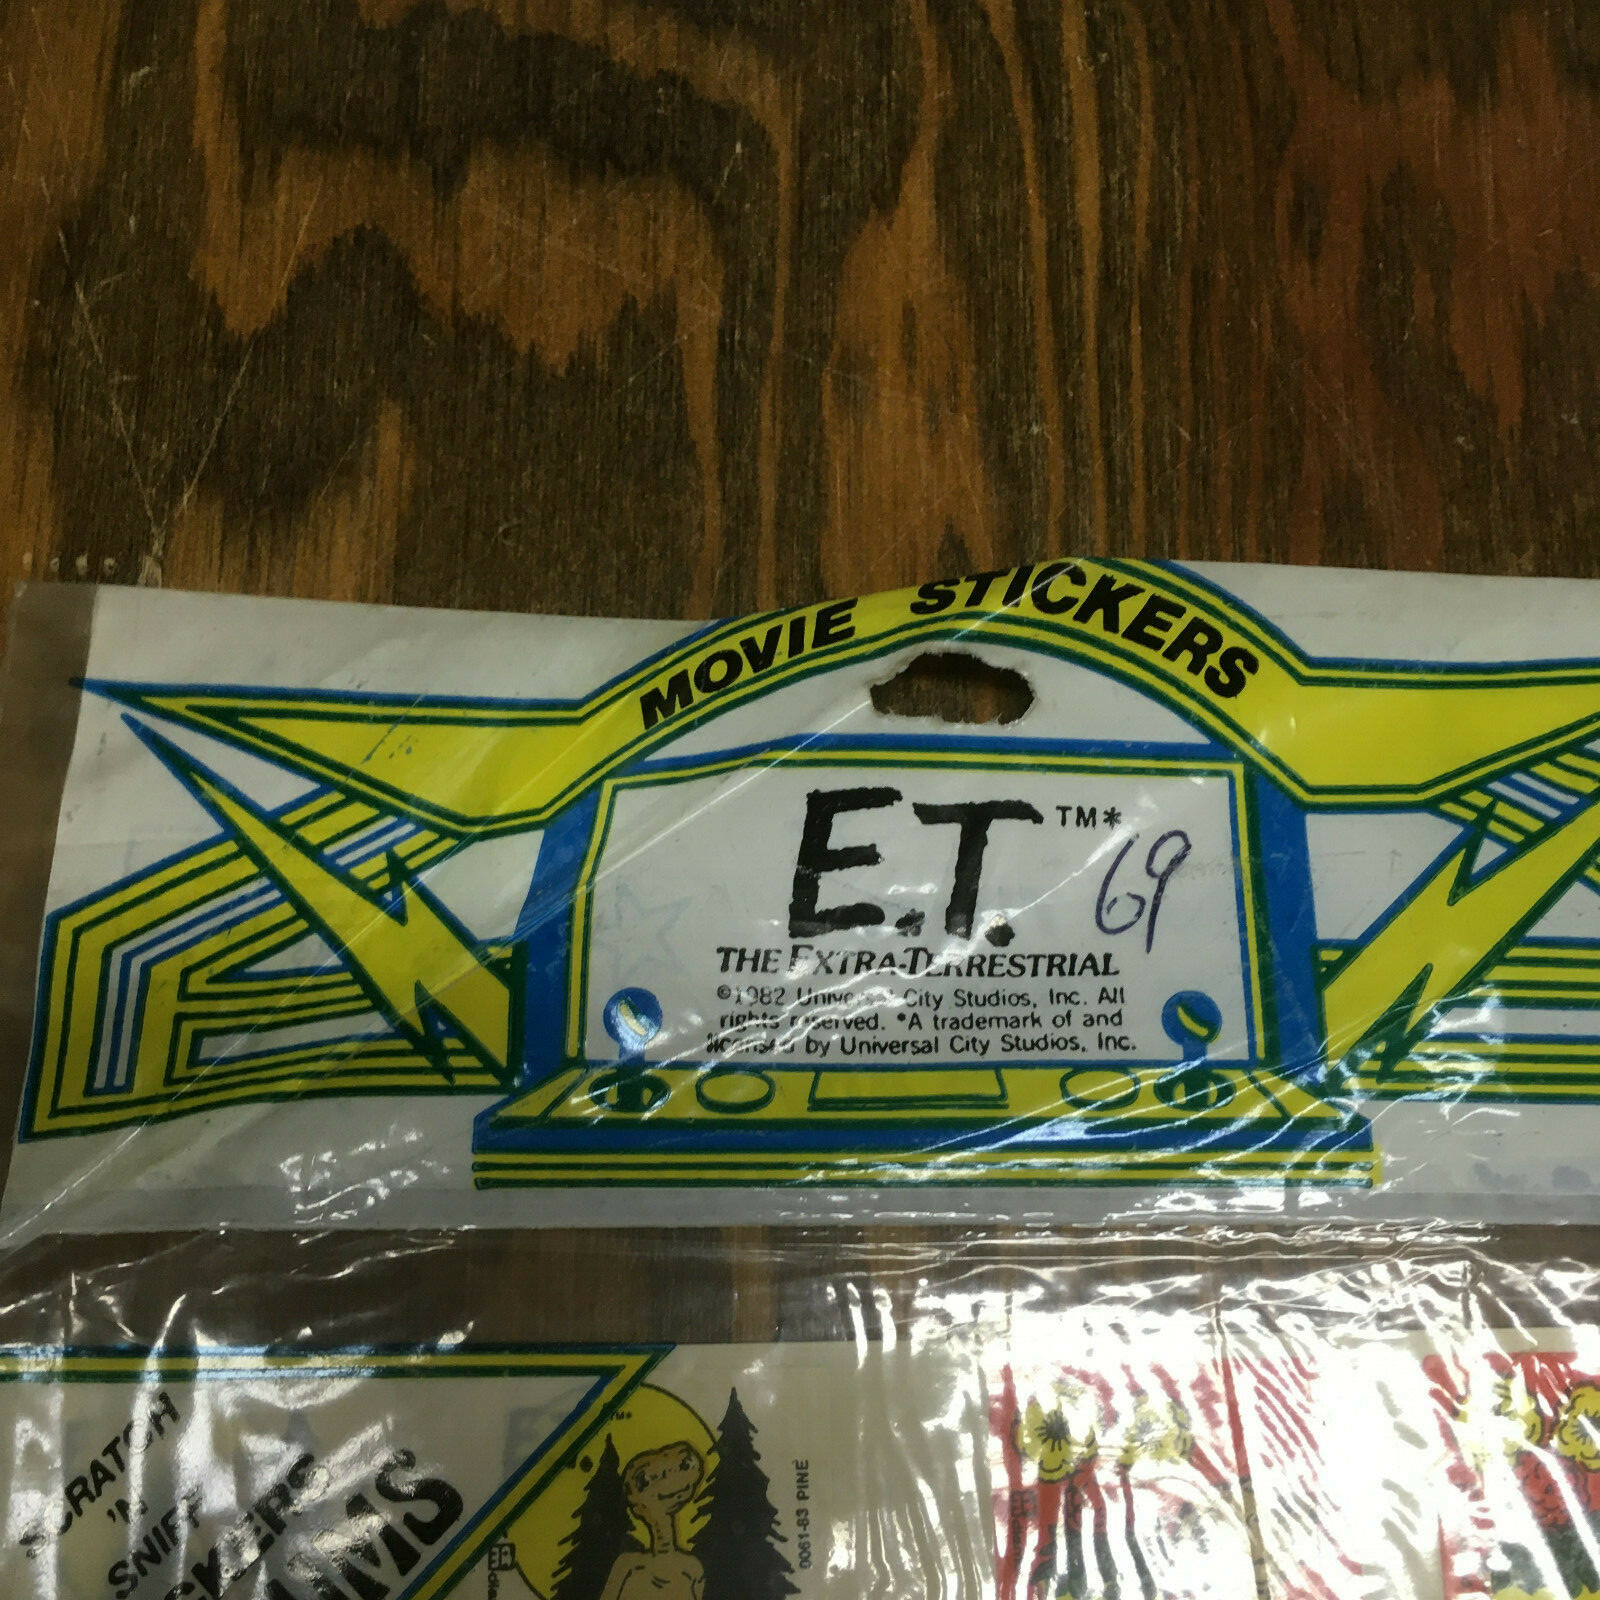 MOVIE STICKERS
E.T. TM*
69
THE EXTRA-TERRESTRIAL
©1982 Universal City Studios, Inc. All
rights reserved. *A trademark of and
licensed by Universal City Studios, Inc.
SCRATCH
'N
SNIFF
TM*
0061-83 PINE